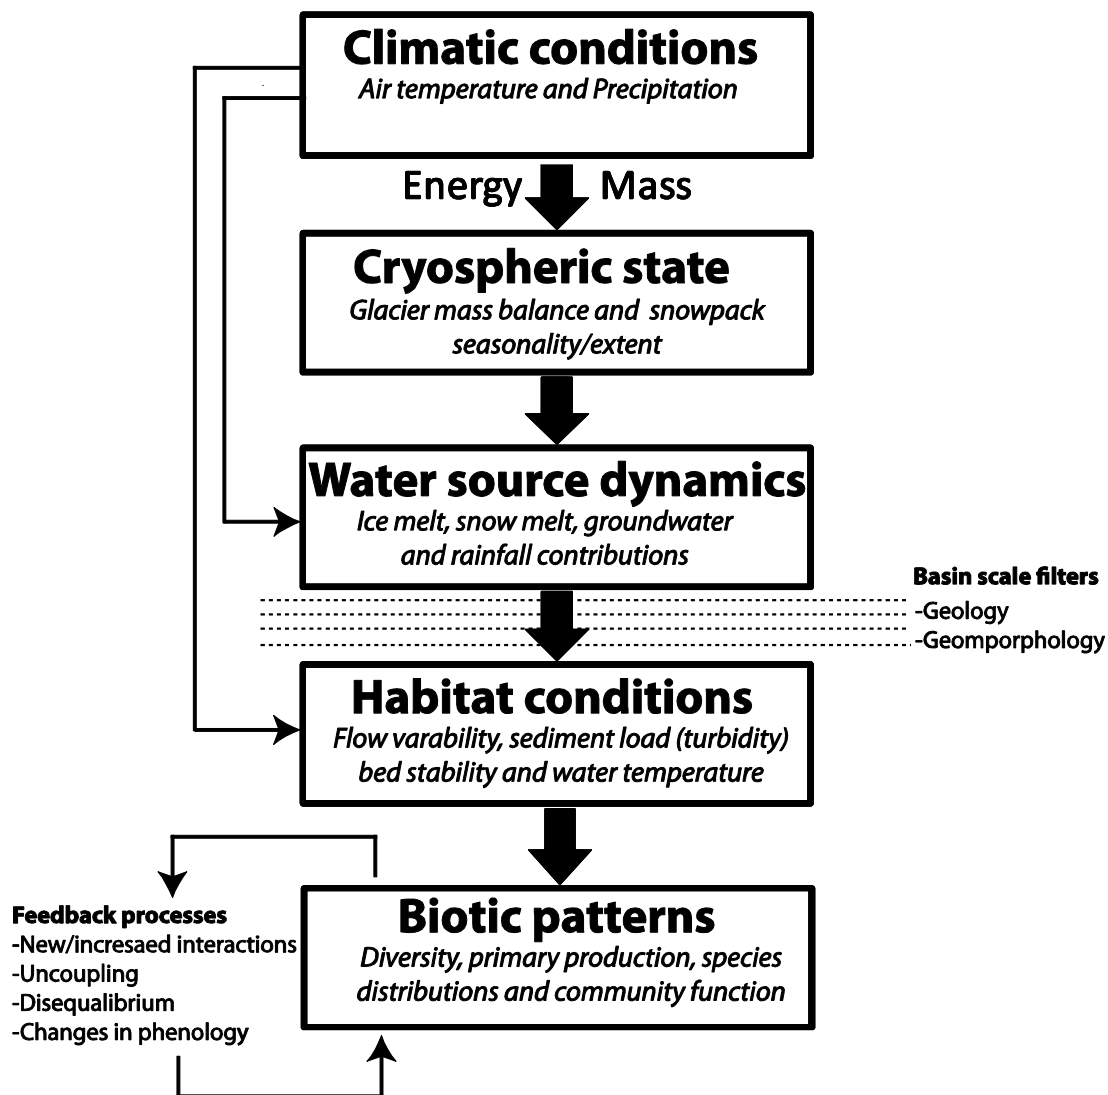 Climatic conditions
Air temperature and Precipitation
Energy Mass
Cryospheric state
Glacier mass balance and snowpack
seasonality/extent
Water source dynamics
Ice melt, snow melt, groundwater
and rainfall contributions
Basin scale filters
-Geology
-Geomporphology
Habitat conditions
Flow varability, sediment load (turbidity)
bed stability and water temperature
Feedback processes
-New/incresaed interactions
-Uncoupling
-Disequalibrium
-Changes in phenology
Biotic patterns
Diversity, primary production, species
distributions and community function